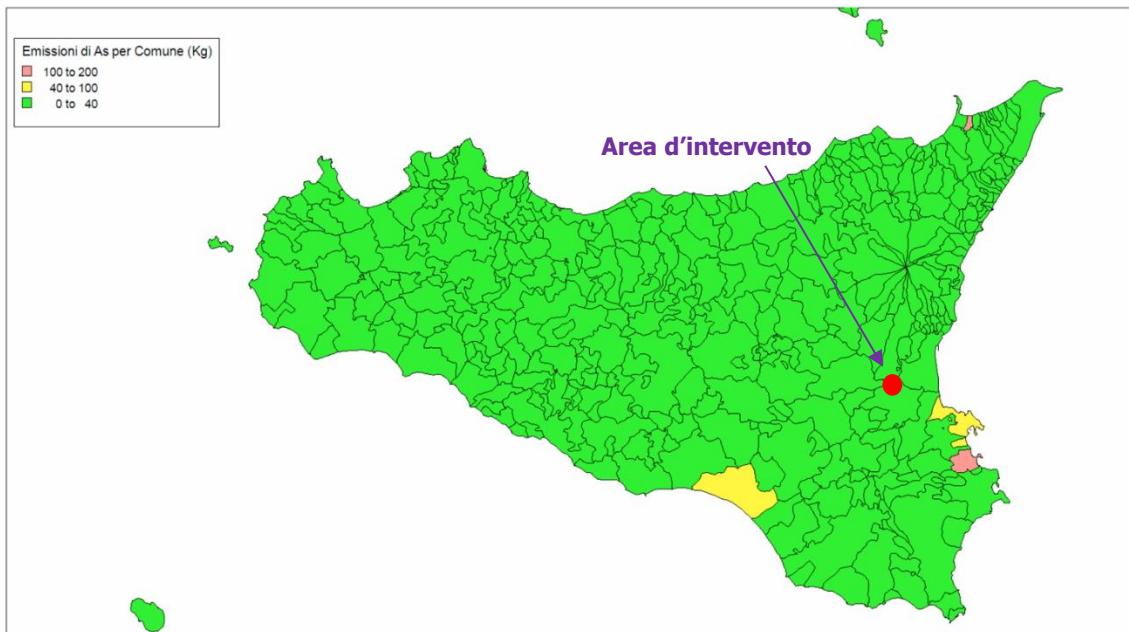 Emissioni di As per Comune (Kg)
100 to 200
40 to 100
0 to 40
Area d’intervento